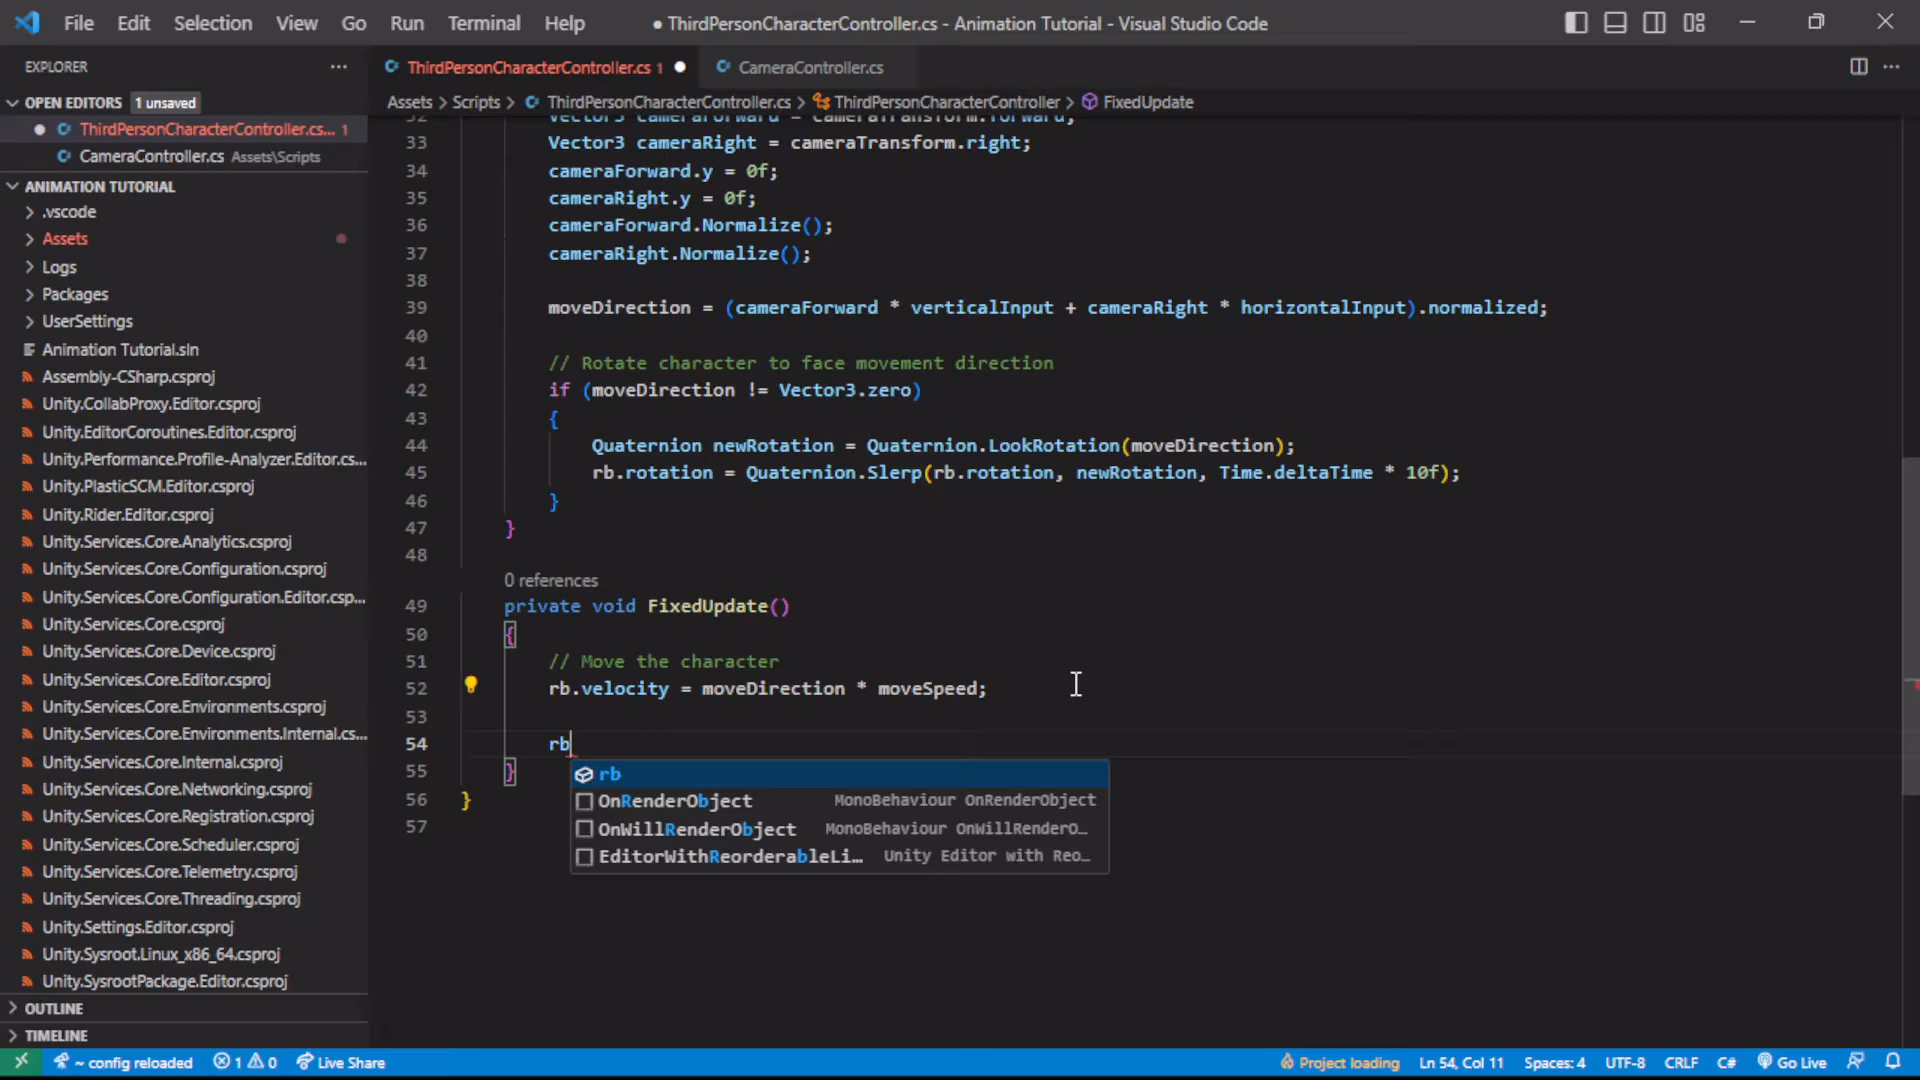 File Edit Selection View Go Run Terminal Help
● ThirdPersonCharacterController.cs - Animation Tutorial - Visual Studio Code
EXPLORER ···
OPEN EDITORS 1 unsaved
● ThirdPersonCharacterController.cs... 1
CameraController.cs Assets\Scripts
ANIMATION TUTORIAL
.vscode
Assets
Logs
Packages
UserSettings
Animation Tutorial.sln
Assembly-CSharp.csproj
Unity.CollabProxy.Editor.csproj
Unity.EditorCoroutines.Editor.csproj
Unity.Performance.Profile-Analyzer.Editor.cs...
Unity.PlasticSCM.Editor.csproj
Unity.Rider.Editor.csproj
Unity.Services.Core.Analytics.csproj
Unity.Services.Core.Configuration.csproj
Unity.Services.Core.Configuration.Editor.csp...
Unity.Services.Core.csproj
Unity.Services.Core.Device.csproj
Unity.Services.Core.Editor.csproj
Unity.Services.Core.Environments.csproj
Unity.Services.Core.Environments.Internal.cs...
Unity.Services.Core.Internal.csproj
Unity.Services.Core.Networking.csproj
Unity.Services.Core.Registration.csproj
Unity.Services.Core.Scheduler.csproj
Unity.Services.Core.Telemetry.csproj
Unity.Services.Core.Threading.csproj
Unity.Settings.Editor.csproj
Unity.Sysroot.Linux_x86_64.csproj
Unity.SysrootPackage.Editor.csproj
OUTLINE
TIMELINE
ThirdPersonCharacterController.cs 1 ● CameraController.cs
Assets > Scripts > ThirdPersonCharacterController.cs > ThirdPersonCharacterController > FixedUpdate
32 Vector3 cameraForward = cameraTransform.forward;
33 Vector3 cameraRight = cameraTransform.right;
34 cameraForward.y = 0f;
35 cameraRight.y = 0f;
36 cameraForward.Normalize();
37 cameraRight.Normalize();
38
39 moveDirection = (cameraForward * verticalInput + cameraRight * horizontalInput).normalized;
40
41 // Rotate character to face movement direction
42 if (moveDirection != Vector3.zero)
43 {
44 Quaternion newRotation = Quaternion.LookRotation(moveDirection);
45 rb.rotation = Quaternion.Slerp(rb.rotation, newRotation, Time.deltaTime * 10f);
46 }
47 }
48
0 references
49 private void FixedUpdate()
50 {
51 // Move the character
52 rb.velocity = moveDirection * moveSpeed;
53
54 rb
55 }
56 }
57
rb
OnRenderObject MonoBehaviour OnRenderObject
OnWillRenderObject MonoBehaviour OnWillRenderO...
EditorWithReorderableLi... Unity Editor with Reo...
~ config reloaded 1 0 Live Share Project loading Ln 54, Col 11 Spaces: 4 UTF-8 CRLF C# Go Live